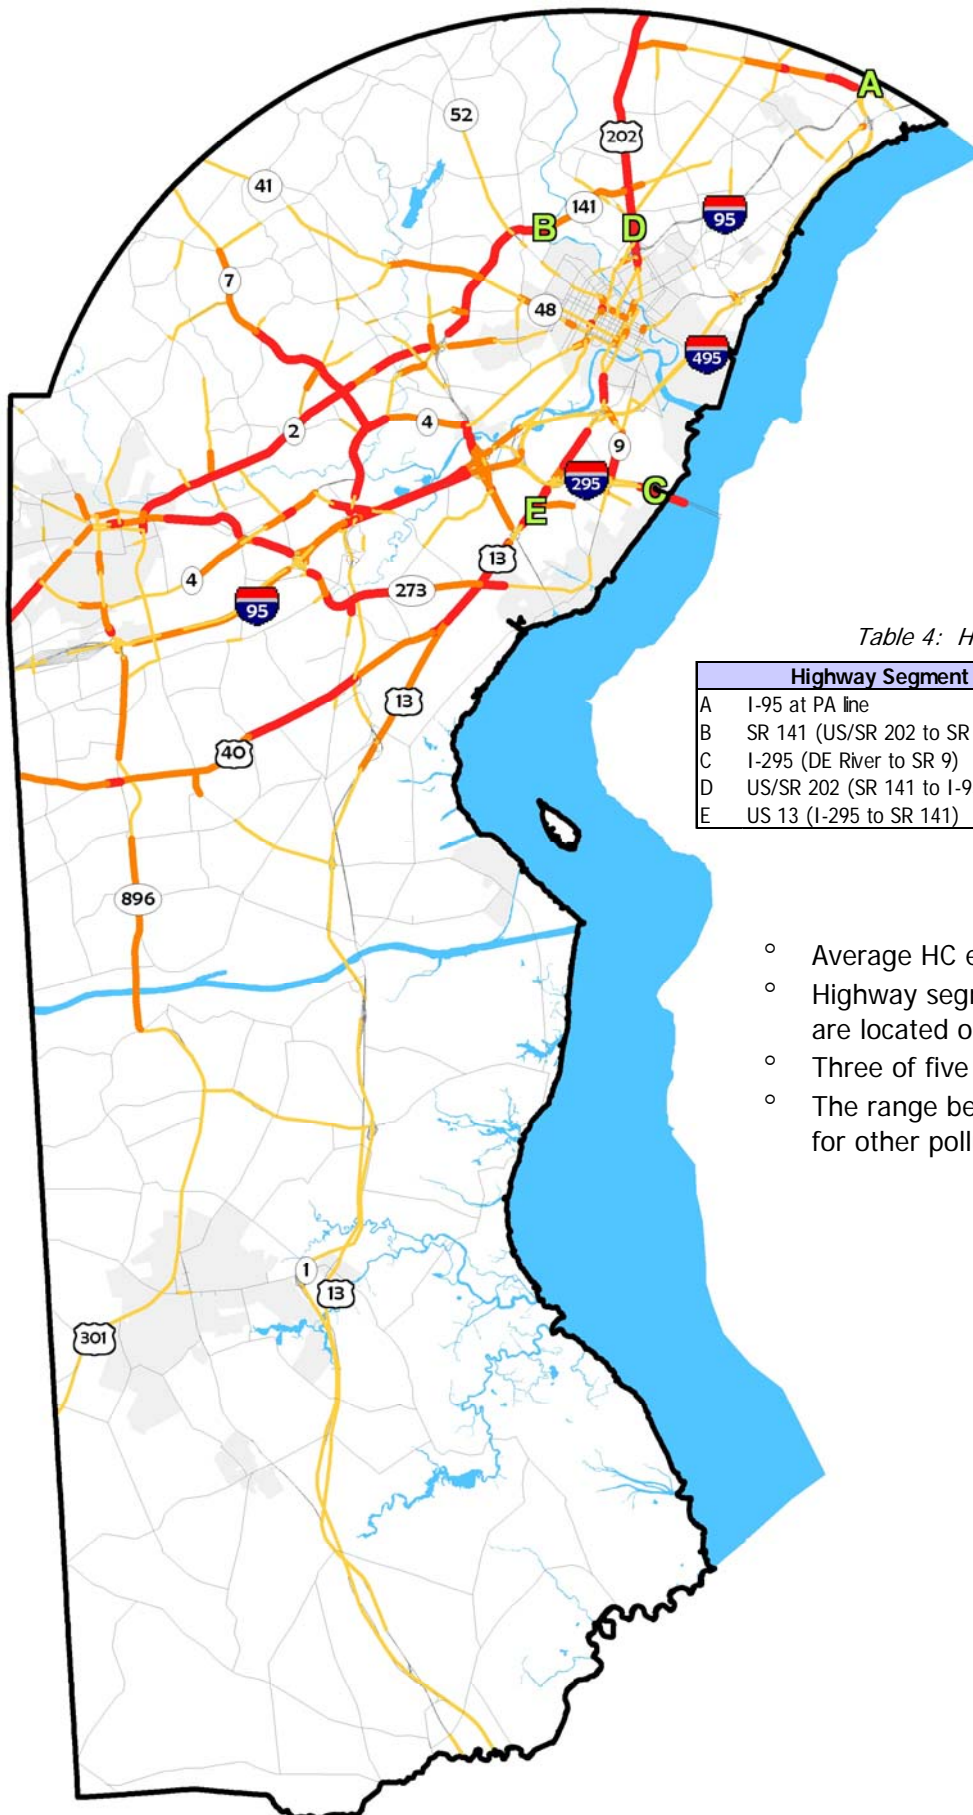 A
52
202
41
141
95
B
D
7
48
495
2
4
9
295
C
E
13
4
273
95
Table 4: H
Highway Segment
A I-95 at PA line
B SR 141 (US/SR 202 to SR
C I-295 (DE River to SR 9)
D US/SR 202 (SR 141 to I-9
E US 13 (I-295 to SR 141)
13
40
896
° Average HC e
° Highway segr
are located o
° Three of five
° The range be
for other poll
1
13
301